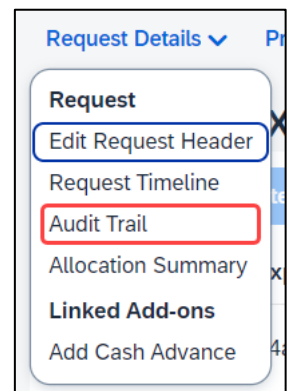 Request Details
Request
Edit Request Header
Request Timeline
Audit Trail
Allocation Summary
Linked Add-ons
Add Cash Advance